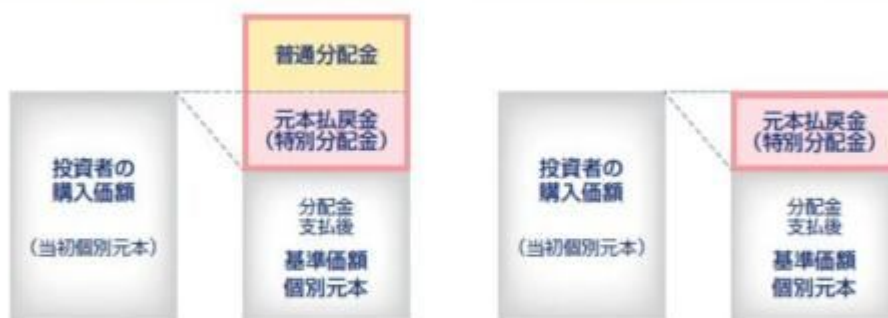 普通分配金
元本払戻金
（特別分配金）
投資者の
購入価額
（当初個別元本）
分配金
支払後
基準価額
個別元本
元本払戻金
（特別分配金）
投資者の
購入価額
（当初個別元本）
分配金
支払後
基準価額
個別元本